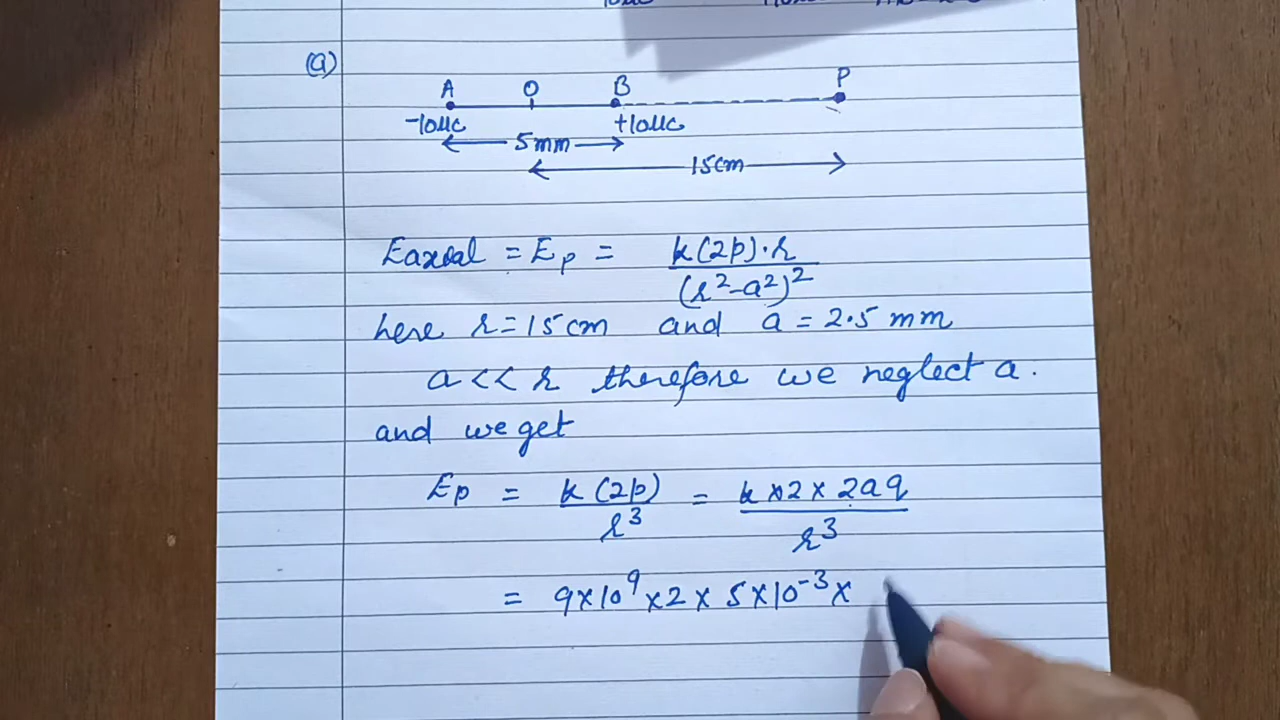 (a)
A O B P
-10μc +10μc
5mm
15cm
Eaxial = Ep = k(2p)·r / (r²-a²)²
here r = 15cm and a = 2.5 mm
a << r therefore we neglect a.
and we get
Ep = k(2p) / r³ = k×2×2aq / r³
= 9×10⁹×2×5×10⁻³×